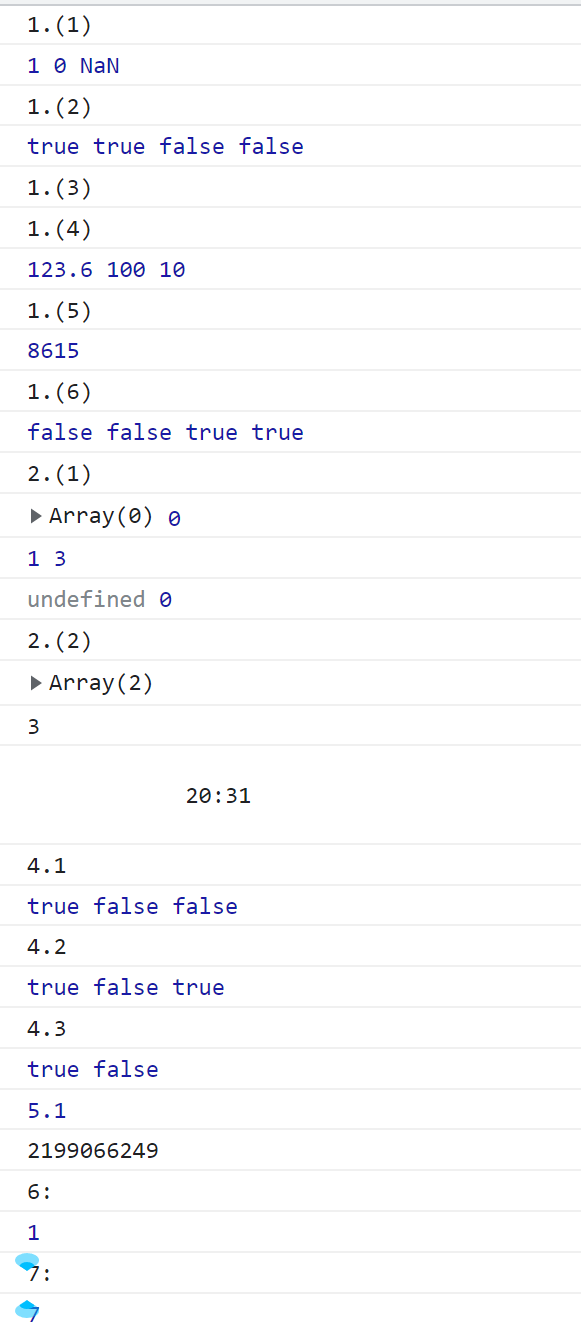 1.(1)
1 0 NaN
1.(2)
true true false false
1.(3)
1.(4)
123.6 100 10
1.(5)
8615
1.(6)
false false true true
2.(1)
Array(0) 0
1 3
undefined 0
2.(2)
Array(2)
3
20:31
4.1
true false false
4.2
true false true
4.3
true false
5.1
2199066249
6:
1
7:
7